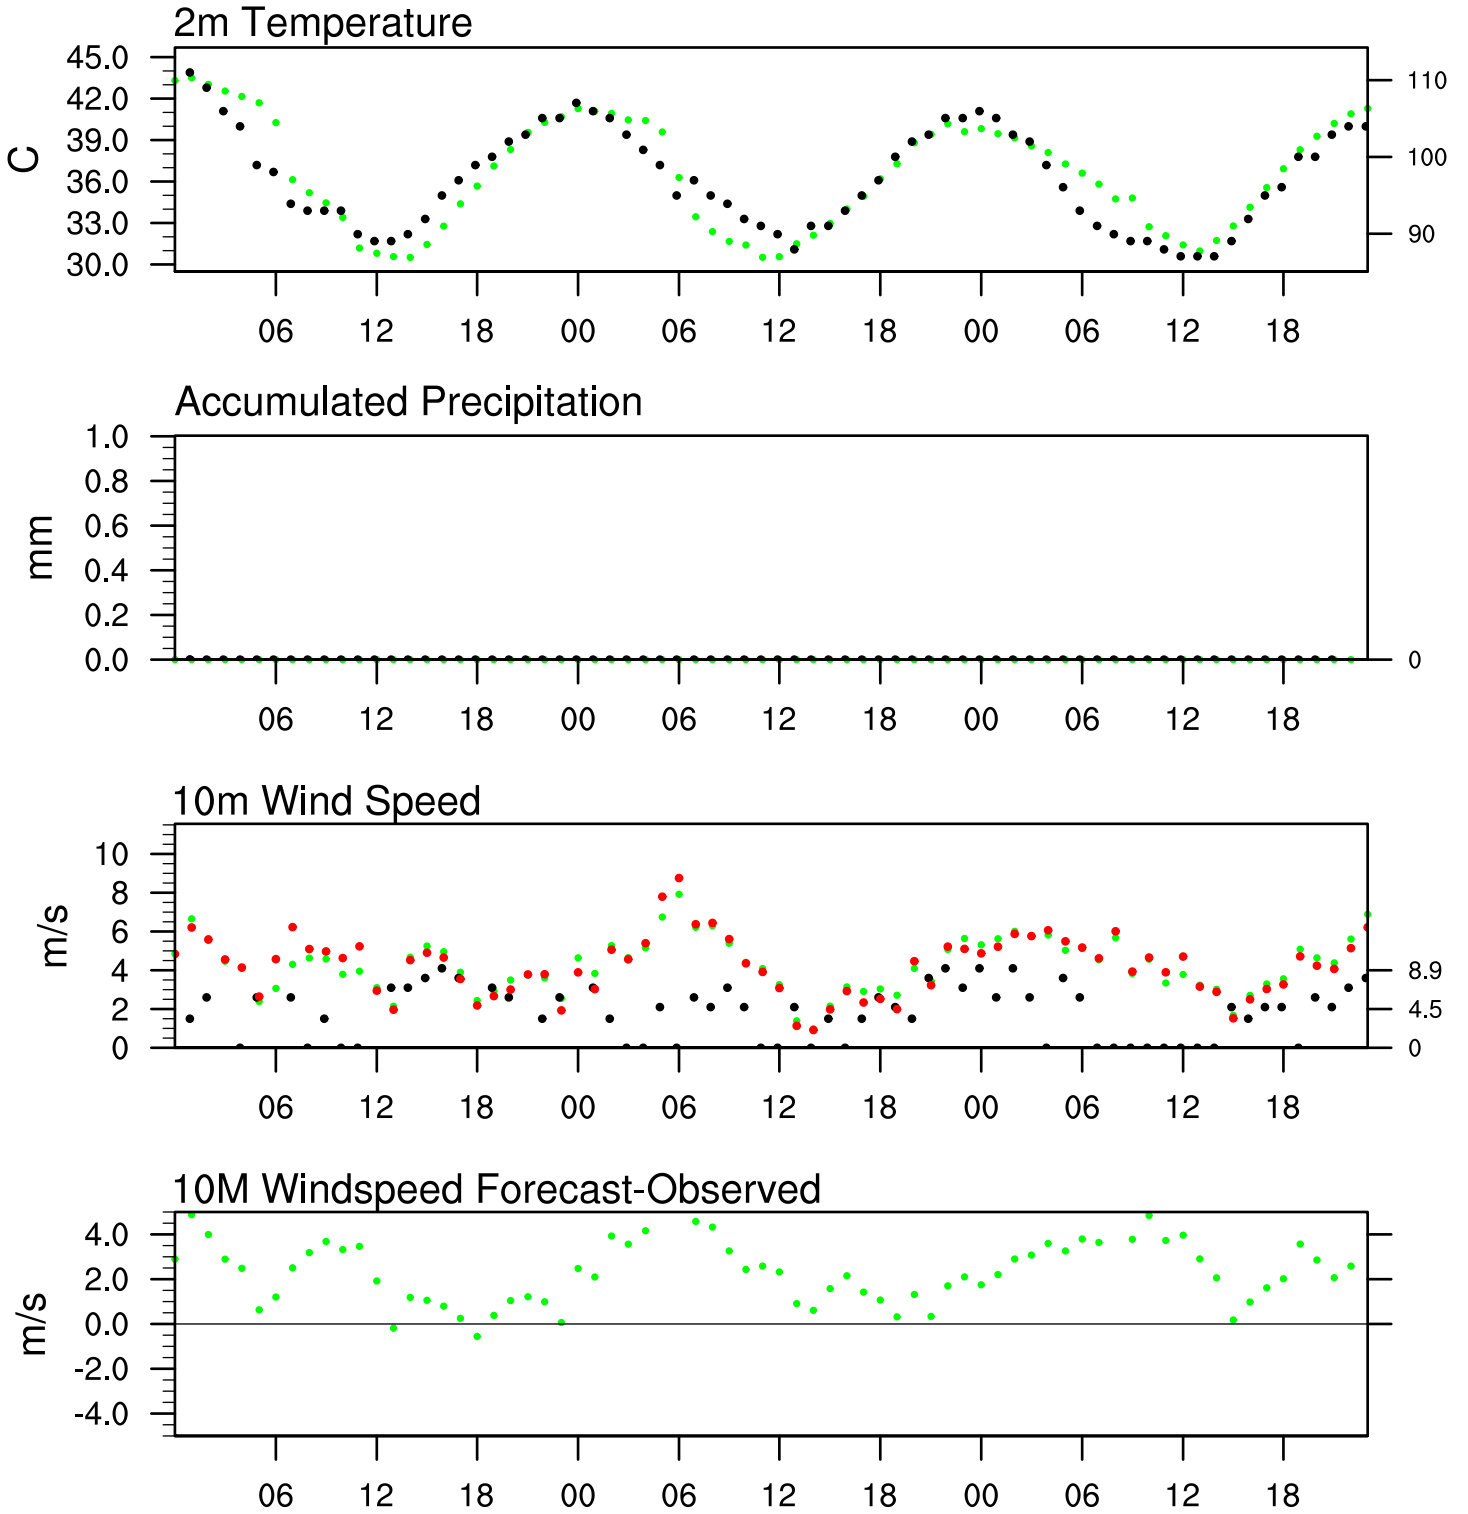 2m Temperature
C
45.0
42.0
39.0
36.0
33.0
30.0
110
100
90
06 12 18 00 06 12 18 00 06 12 18
Accumulated Precipitation
mm
1.0
0.8
0.6
0.4
0.2
0.0
0
06 12 18 00 06 12 18 00 06 12 18
10m Wind Speed
m/s
10
8
6
4
2
0
8.9
4.5
0
06 12 18 00 06 12 18 00 06 12 18
10M Windspeed Forecast-Observed
m/s
4.0
2.0
0.0
-2.0
-4.0
06 12 18 00 06 12 18 00 06 12 18